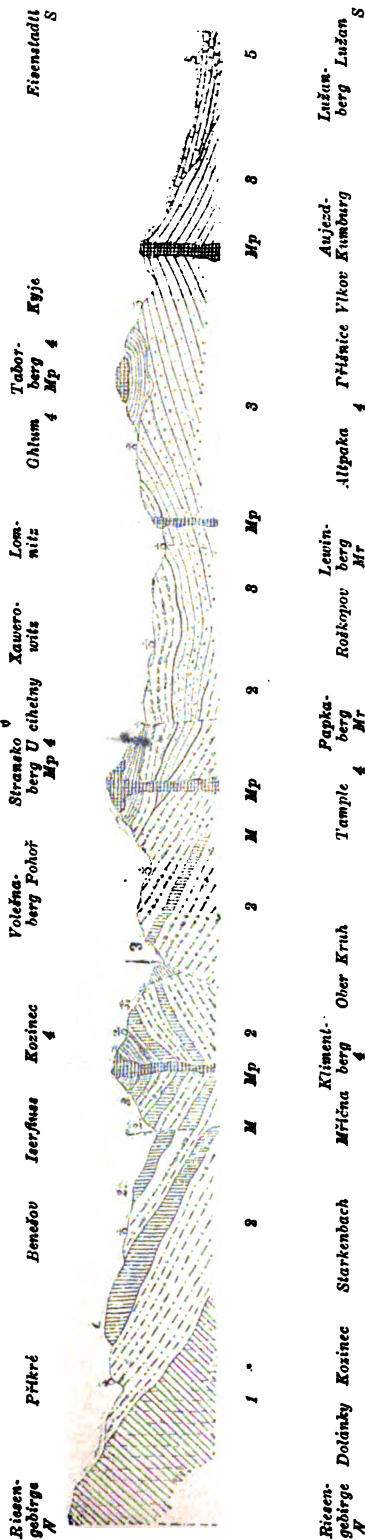 Riesen- Volešna- Stransko Xawero- Lom- Tabor-
gebirge Přikré Benešov Iserfluss Kozinec berg Pohoř berg U cihelny witz nitz Chlum berg Kyje Eisenstadtl
N 4 Mp 4 4 Mp 4 S
3
1 2 M Mp 2 2 M Mp 2 8 Mp 3 Mp 8 5
Riesen- Kliment- Papka- Lewin- Aujezd- Lužan-
gebirge Dolánky Kozinec Starkenbach Mřična berg Ober Kruh Tample berg Roškopov berg Altpaka Přišnice Vlkov Kumburg berg Lužan
N 4 4 Mr Mr 4 S